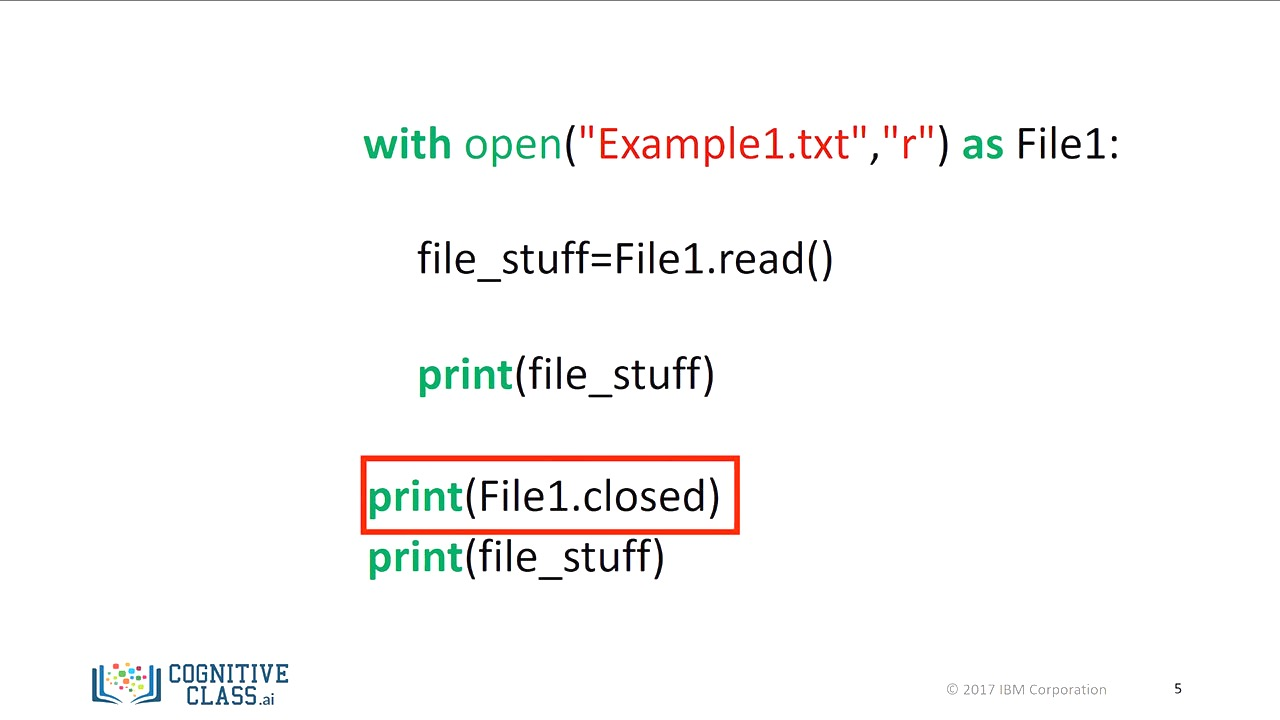 with open("Example1.txt","r") as File1:
file_stuff=File1.read()
print(file_stuff)
print(File1.closed)
print(file_stuff)
COGNITIVE
CLASS.ai
© 2017 IBM Corporation
5